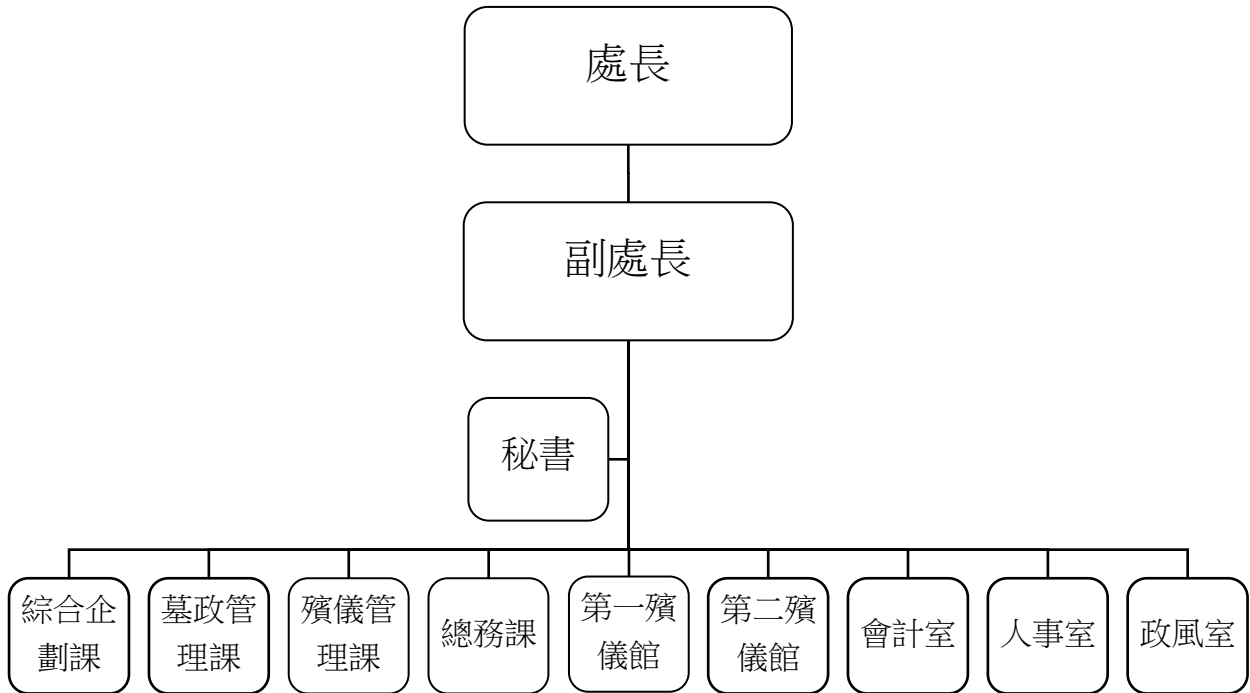 處長
副處長
秘書
綜合企
劃課
墓政管
理課
殯儀管
理課
總務課
第一殯
儀館
第二殯
儀館
會計室
人事室
政風室